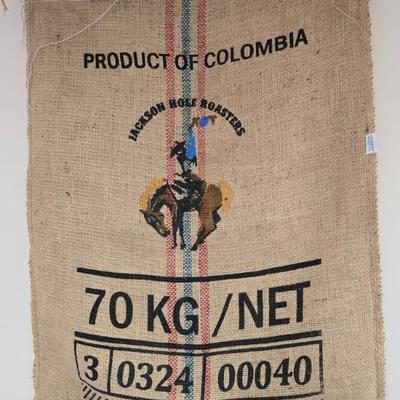 PRODUCT OF COLOMBIA
JACKSON HOLE ROASTERS
70 KG / NET
3 0324 00040